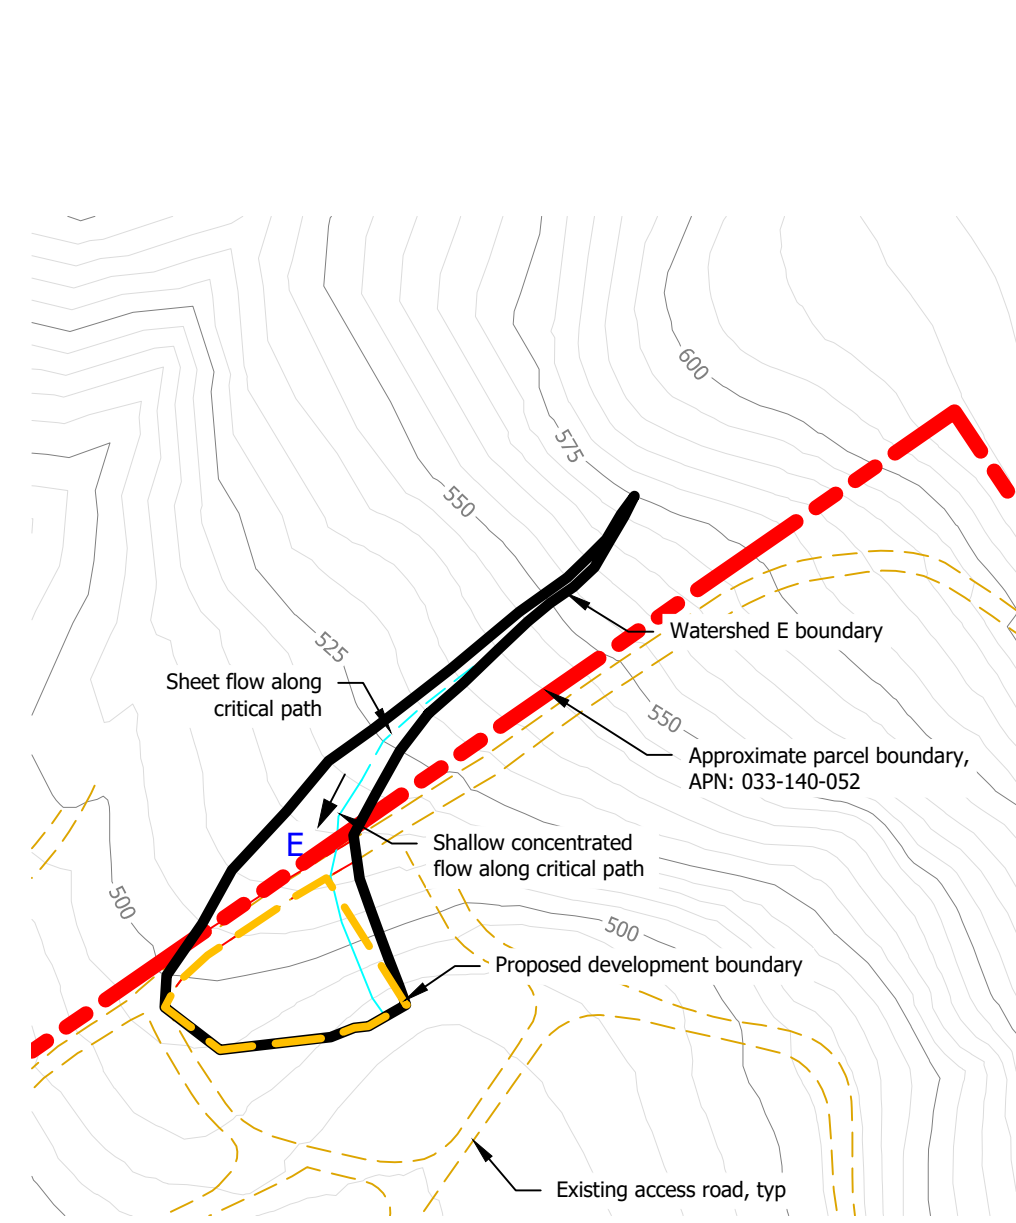 600
575
550
Watershed E boundary
525
Sheet flow along
critical path
550
Approximate parcel boundary,
APN: 033-140-052
E
Shallow concentrated
flow along critical path
500
500
Proposed development boundary
Existing access road, typ